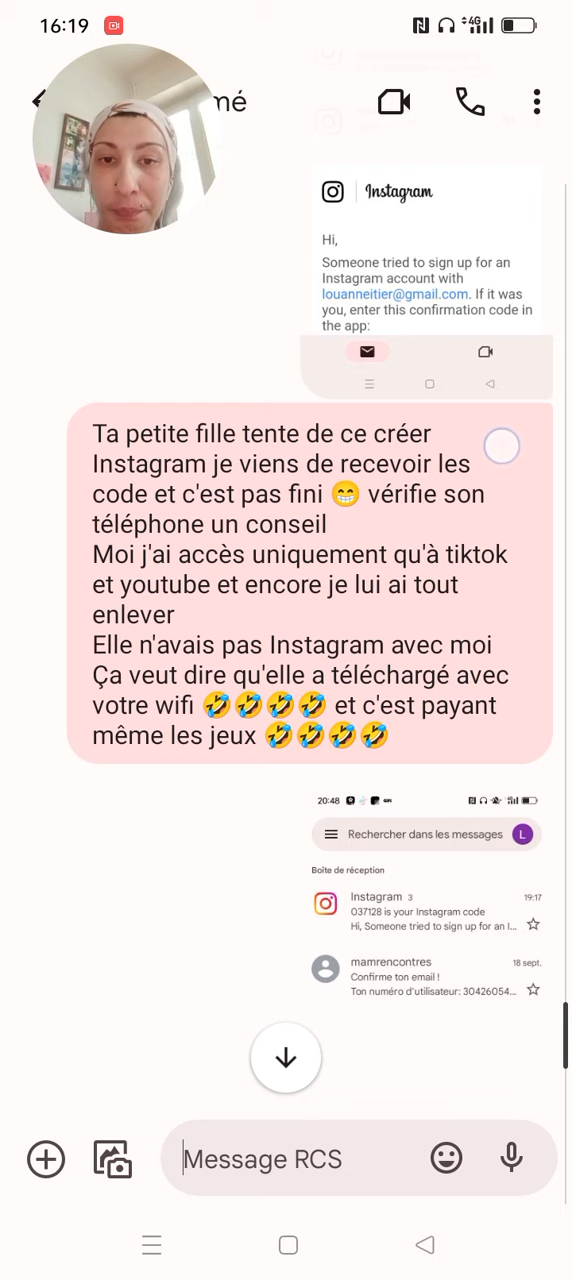 16:19
4G
mé
Instagram
Hi,
Someone tried to sign up for an
Instagram account with
louanneitier@gmail.com. If it was
you, enter this confirmation code in
the app:
Ta petite fille tente de ce créer
Instagram je viens de recevoir les
code et c'est pas fini 😁 vérifie son
téléphone un conseil
Moi j'ai accès uniquement qu'à tiktok
et youtube et encore je lui ai tout
enlever
Elle n'avais pas Instagram avec moi
Ça veut dire qu'elle a téléchargé avec
votre wifi 🤣🤣🤣🤣 et c'est payant
même les jeux 🤣🤣🤣🤣
20:48
Rechercher dans les messages L
Boîte de réception
Instagram 3 19:17
037128 is your Instagram code
Hi, Someone tried to sign up for an I...
mamrencontres 18 sept.
Confirme ton email !
Ton numéro d'utilisateur: 30426054...
Message RCS